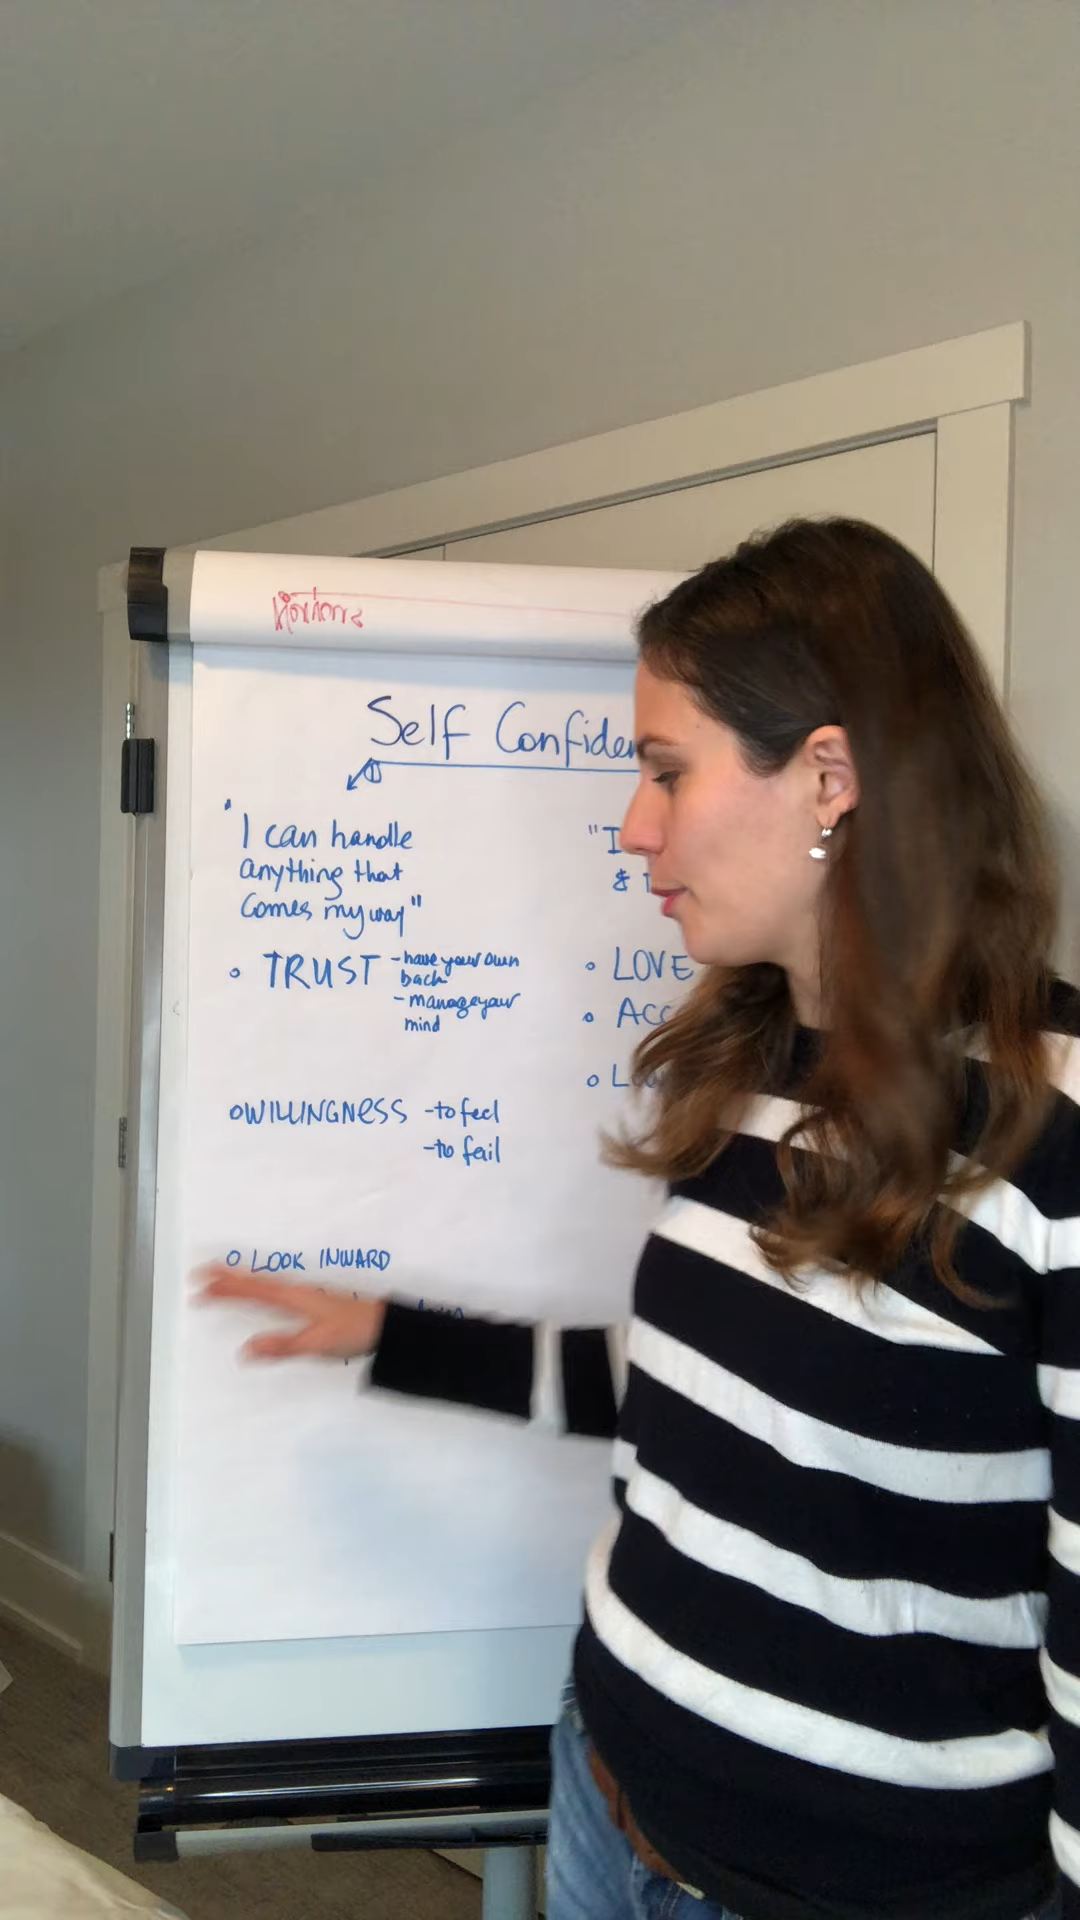 Self Confiden
"I can handle
anything that
comes my way"
o TRUST -have your own
back
-manage your
mind
o WILLINGNESS -to feel
-to fail
o LOOK INWARD
"I
&
o LOVE
o ACC
o